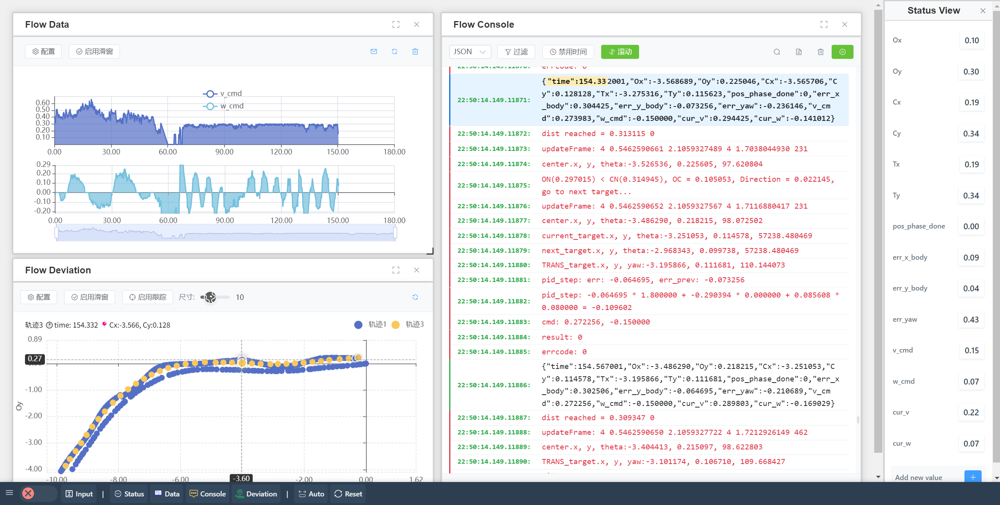 Flow Data
配置
启用滑窗
v_cmd
w_cmd
0.60
0.50
0.40
0.30
0.20
0.10
0.00 30.00 60.00 90.00 120.00 150.00 180.00
0.29
0.20
0.10
0.00
-0.10
-0.20
0.00 30.00 60.00 90.00 120.00 150.00 180.00
Flow Deviation
配置
启用滑窗
启用跟踪
尺寸:
10
轨迹3 time: 154.332 Cx:-3.566, Cy:0.128
轨迹1
轨迹3
0.89
0.27
-1.00
-2.00
-3.00
-4.00
Oy
-10.00 -8.00 -6.00 -3.60 -2.00 0.00 1.62
Flow Console
JSON
过滤
禁用时间
滚动
22:50:14.149.11870: errcode: 0
22:50:14.149.11871: {"time":154.332001,"Ox":-3.568689,"Oy":0.225046,"Cx":-3.565706,"C
y":0.128128,"Tx":-3.275316,"Ty":0.115623,"pos_phase_done":0,"err_x
_body":0.304425,"err_y_body":-0.073256,"err_yaw":-0.236146,"v_cm
d":0.273983,"w_cmd":-0.150000,"cur_v":0.294425,"cur_w":-0.141012}
22:50:14.149.11872: dist reached = 0.313115 0
22:50:14.149.11873: updateFrame: 4 0.5462590661 2.1059327489 4 1.7038044930 231
22:50:14.149.11874: center.x, y, theta:-3.526536, 0.225605, 97.620804
22:50:14.149.11875: ON(0.297015) < CN(0.314945), OC = 0.105053, Direction = 0.022145,
go to next target...
22:50:14.149.11876: updateFrame: 4 0.5462590652 2.1059327567 4 1.7116880417 231
22:50:14.149.11877: center.x, y, theta:-3.486290, 0.218215, 98.072502
22:50:14.149.11878: current_target.x, y, theta:-3.251053, 0.114578, 57238.480469
22:50:14.149.11879: next_target.x, y, theta:-2.968343, 0.099738, 57238.480469
22:50:14.149.11880: TRANS_target.x, y, yaw:-3.195866, 0.111681, 110.144073
22:50:14.149.11881: pid_step: err: -0.064695, err_prev: -0.073256
22:50:14.149.11882: pid_step: -0.064695 * 1.800000 + -0.290394 * 0.000000 + 0.085608 *
0.080000 = -0.109602
22:50:14.149.11883: cmd: 0.272256, -0.150000
22:50:14.149.11884: result: 0
22:50:14.149.11885: errcode: 0
22:50:14.149.11886: {"time":154.567001,"Ox":-3.486290,"Oy":0.218215,"Cx":-3.251053,"C
y":0.114578,"Tx":-3.195866,"Ty":0.111681,"pos_phase_done":0,"err_x
_body":0.302506,"err_y_body":-0.064695,"err_yaw":-0.210689,"v_cm
d":0.272256,"w_cmd":-0.150000,"cur_v":0.289803,"cur_w":-0.169029}
22:50:14.149.11887: dist reached = 0.309347 0
22:50:14.149.11888: updateFrame: 4 0.5462590650 2.1059327722 4 1.7212926149 462
22:50:14.149.11889: center.x, y, theta:-3.404413, 0.215097, 98.622803
22:50:14.149.11890: TRANS_target.x, y, yaw:-3.101174, 0.106710, 109.668427
Status View
Ox 0.10
Oy 0.30
Cx 0.19
Cy 0.34
Tx 0.19
Ty 0.34
pos_phase_done 0.00
err_x_body 0.09
err_y_body 0.04
err_yaw 0.43
v_cmd 0.15
w_cmd 0.07
cur_v 0.22
cur_w 0.07
Add new value
Input | Status Data Console Deviation | Auto Reset